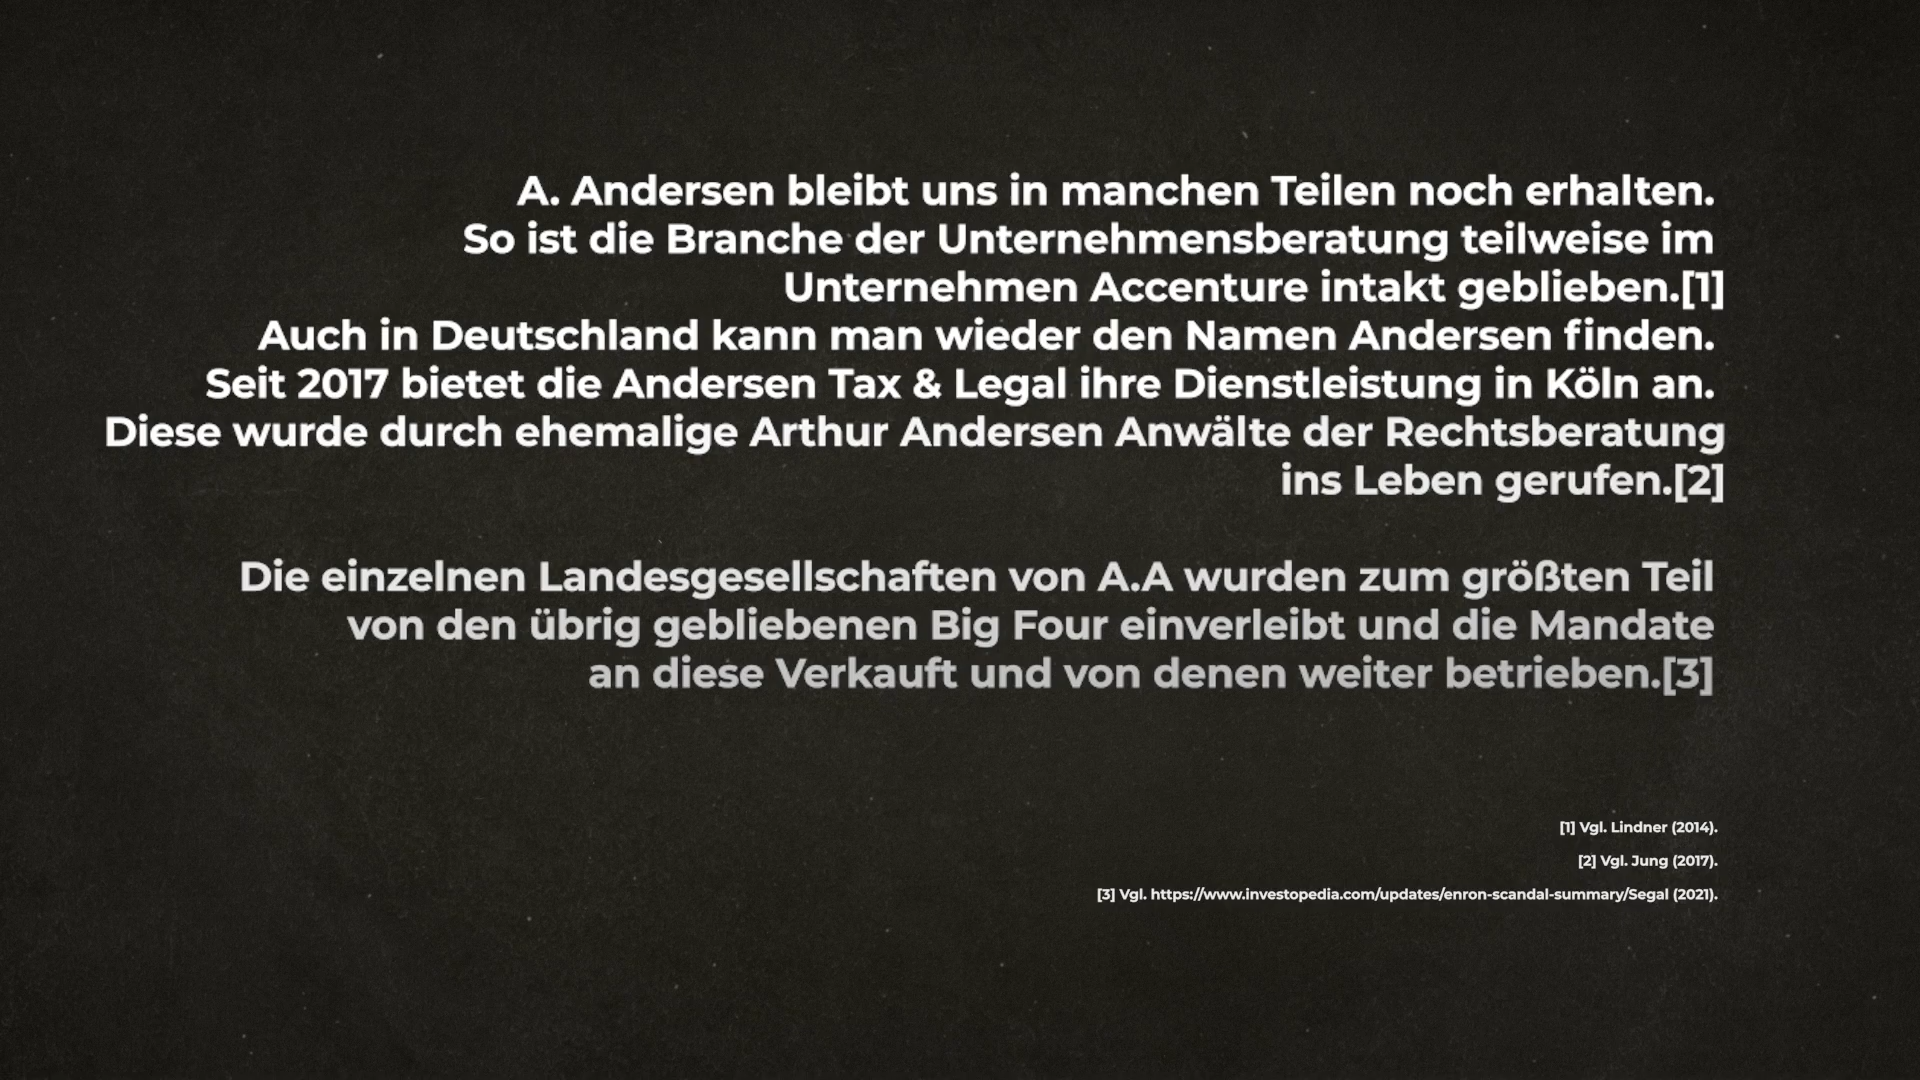 A. Andersen bleibt uns in manchen Teilen noch erhalten.
So ist die Branche der Unternehmensberatung teilweise im
Unternehmen Accenture intakt geblieben.[1]
Auch in Deutschland kann man wieder den Namen Andersen finden.
Seit 2017 bietet die Andersen Tax & Legal ihre Dienstleistung in Köln an.
Diese wurde durch ehemalige Arthur Andersen Anwälte der Rechtsberatung
ins Leben gerufen.[2]
Die einzelnen Landesgesellschaften von A.A wurden zum größten Teil
von den übrig gebliebenen Big Four einverleibt und die Mandate
an diese Verkauft und von denen weiter betrieben.[3]
[1] Vgl. Lindner (2014).
[2] Vgl. Jung (2017).
[3] Vgl. https://www.investopedia.com/updates/enron-scandal-summary/Segal (2021).